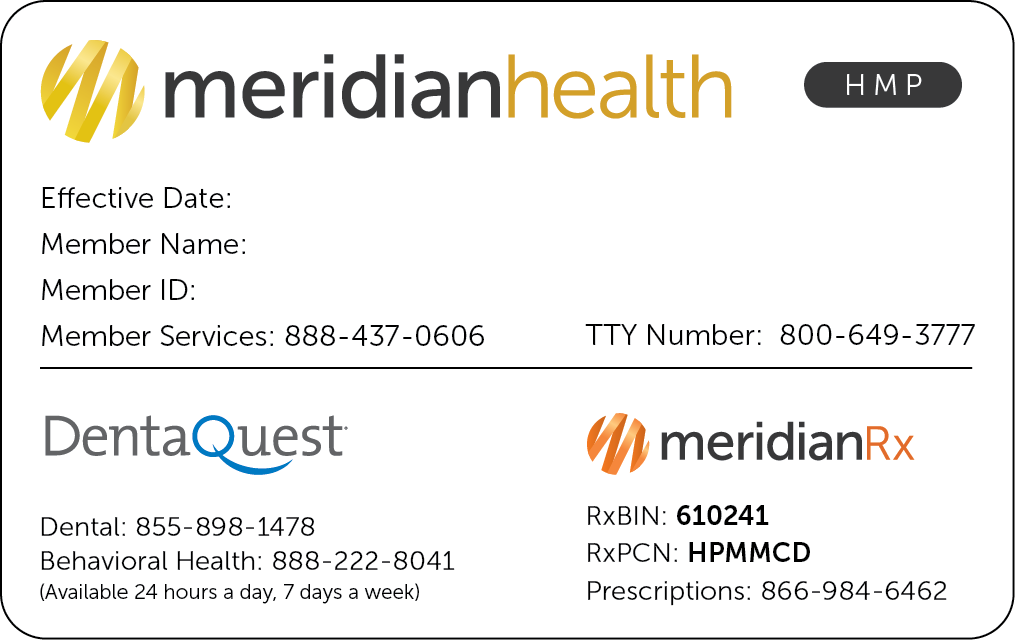 meridianhealth
HMP
Effective Date:
Member Name:
Member ID:
Member Services: 888-437-0606
TTY Number: 800-649-3777
DentaQuest
Dental: 855-898-1478
Behavioral Health: 888-222-8041
(Available 24 hours a day, 7 days a week)
meridianRx
RxBIN: 610241
RxPCN: HPMMCD
Prescriptions: 866-984-6462